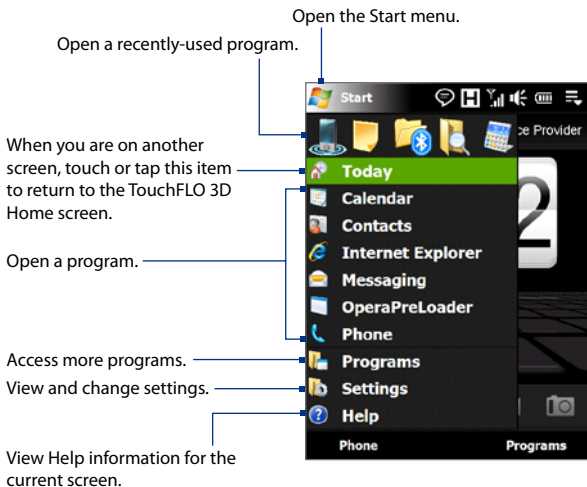 Open the Start menu.
Open a recently-used program.
Start
H
ce Provider
When you are on another
screen, touch or tap this item
to return to the TouchFLO 3D
Home screen.
Today
Calendar
2
Contacts
Open a program.
Internet Explorer
Messaging
OperaPreLoader
Phone
Access more programs.
Programs
View and change settings.
Settings
Help
Phone
Programs
View Help information for the
current screen.